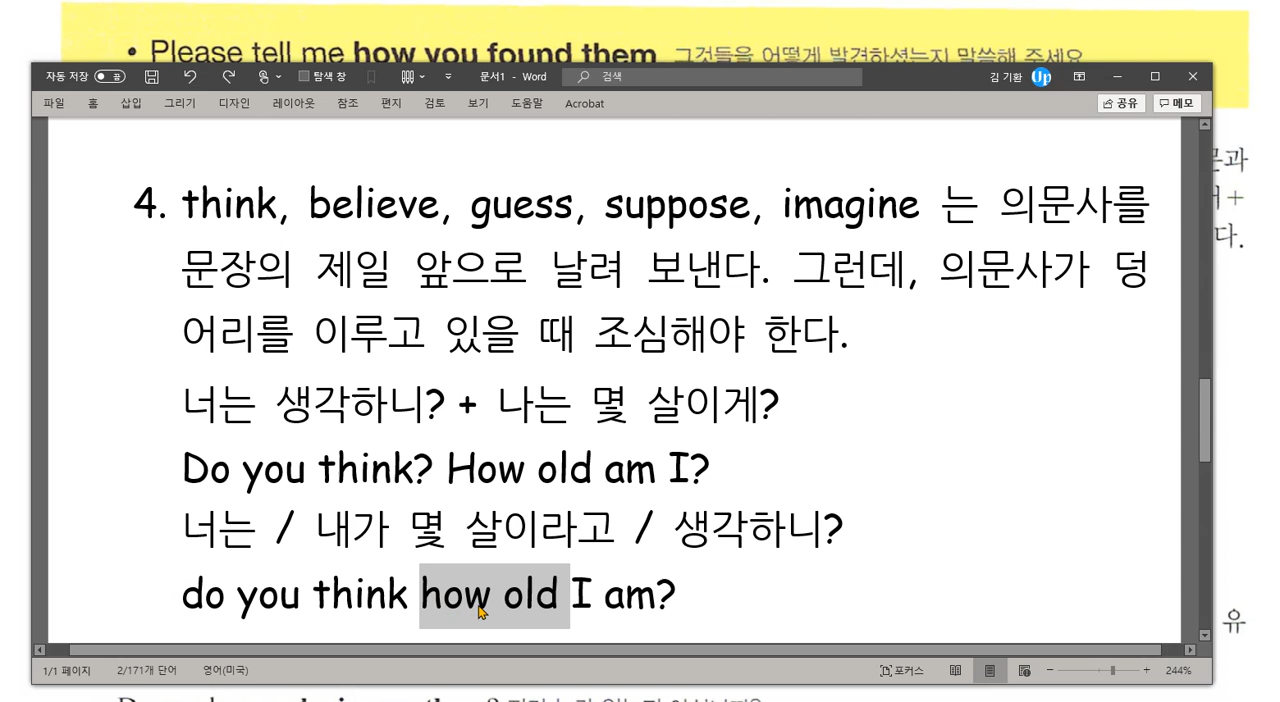 • Please tell me how you found them 그것들을 어떻게 발견하셨는지 말씀해 주세요
자동 저장 문서1 - Word 검색 김 기환 Up
탐색 창
파일 홈 삽입 그리기 디자인 레이아웃 참조 편지 검토 보기 도움말 Acrobat 공유 메모
4. think, believe, guess, suppose, imagine 는 의문사를
문장의 제일 앞으로 날려 보낸다. 그런데, 의문사가 덩
어리를 이루고 있을 때 조심해야 한다.
너는 생각하니? + 나는 몇 살이게?
Do you think? How old am I?
너는 / 내가 몇 살이라고 / 생각하니?
do you think how old I am?
다.
유
1/1 페이지 2/171개 단어 영어(미국) 포커스 244%